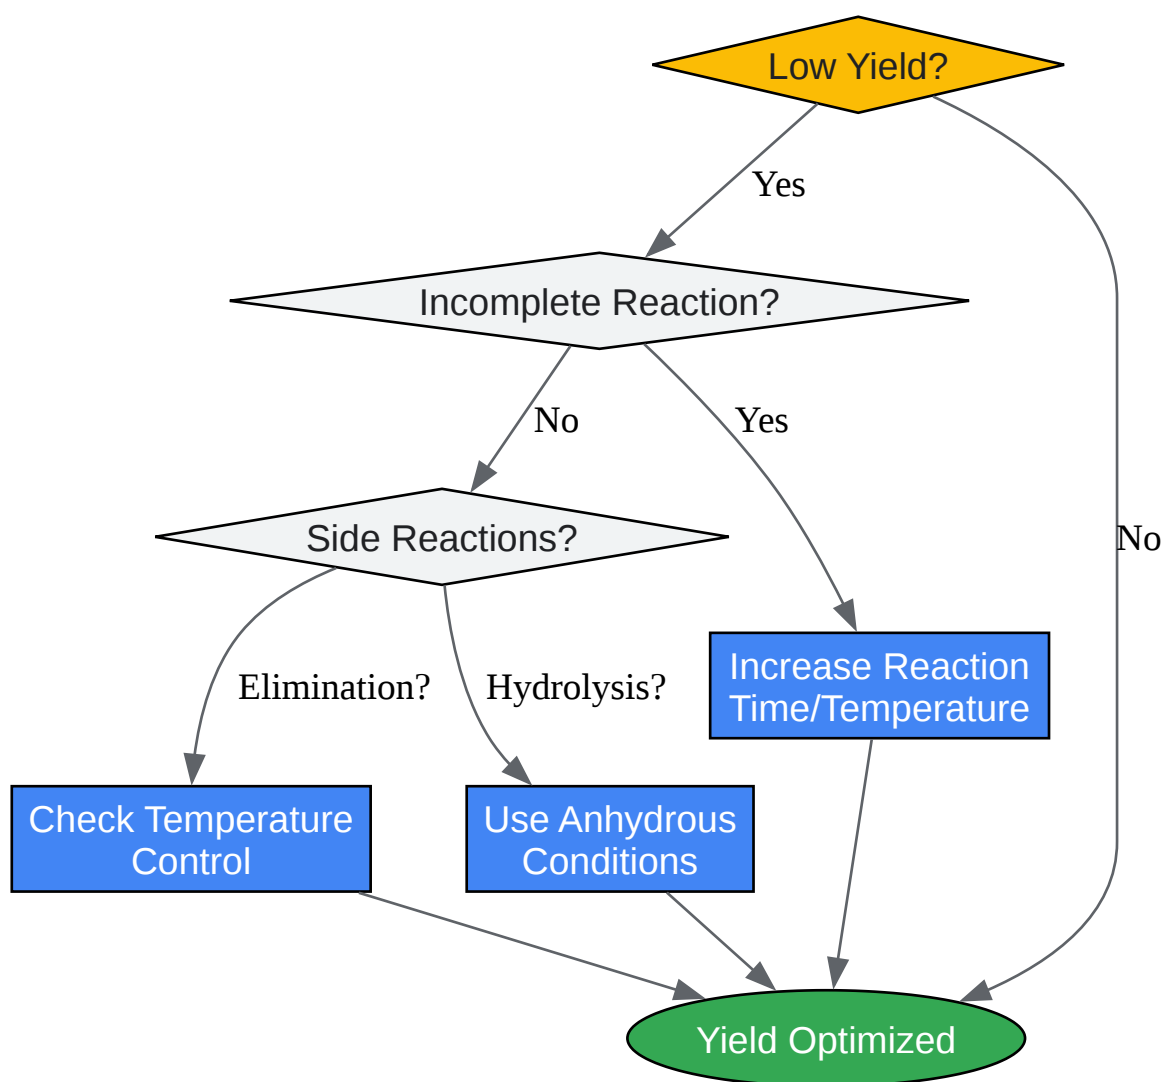 Low Yield?
Yes
Incomplete Reaction?
No
Yes
Side Reactions?
No
Elimination?
Hydrolysis?
Increase Reaction
Time/Temperature
Check Temperature
Control
Use Anhydrous
Conditions
Yield Optimized